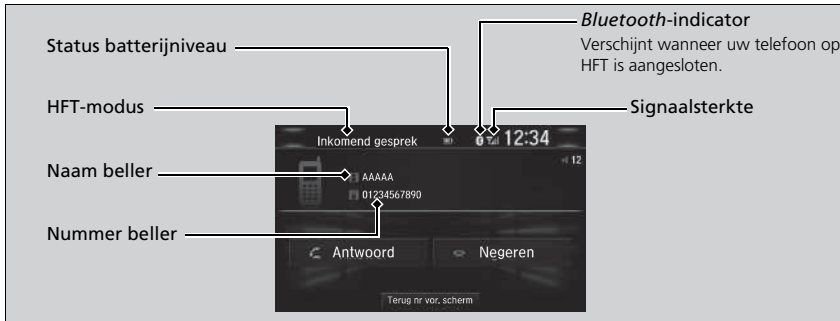 Bluetooth-indicator
Verschijnt wanneer uw telefoon op
HFT is aangesloten.
Status batterijniveau
HFT-modus
Signaalsterkte
Naam beller
Nummer beller
Inkomend gesprek
12:34
12
AAAAA
01234567890
Antwoord
Negeren
Terug nr vor. scherm